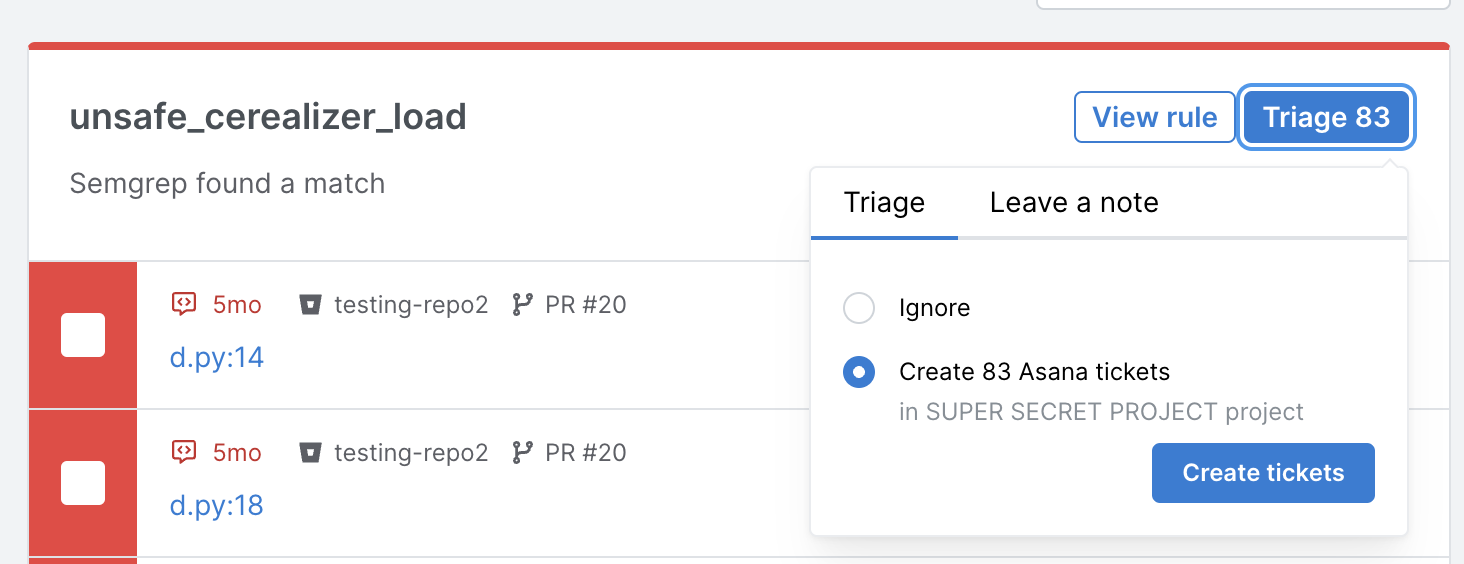 unsafe_cerealizer_load
View rule
Triage 83
Semgrep found a match
Triage
Leave a note
Ignore
Create 83 Asana tickets
in SUPER SECRET PROJECT project
Create tickets
5mo testing-repo2 PR #20
d.py:14
5mo testing-repo2 PR #20
d.py:18